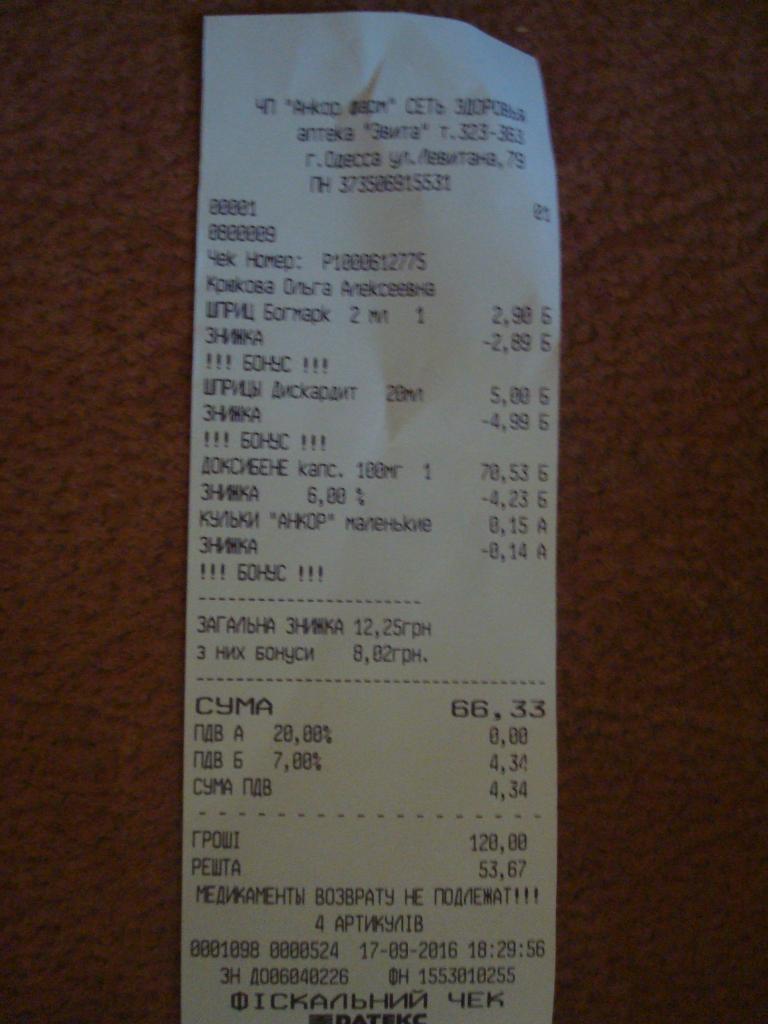 ЧП "Анкор фарм" СЕТЬ ЗДОРОВЬЯ
аптека "Эвита" т.323-363
г.Одесса ул.Левитана,79
ПН 373506915531
00001 01
0800009
Чек Номер: P1000612775
Крюкова Ольга Алексеевна
ШПРИЦ Богмарк 2 мл 1 2,90 Б
ЗНИЖКА -2,89 Б
!!! БОНУС !!!
ШПРИЦЫ Дискардит 20мл 5,00 Б
ЗНИЖКА -4,99 Б
!!! БОНУС !!!
ДОКСИБЕНЕ капс. 100мг 1 70,53 Б
ЗНИЖКА 6,00 % -4,23 Б
КУЛЬКИ "АНКОР" маленькие 0,15 А
ЗНИЖКА -0,14 А
!!! БОНУС !!!
ЗАГАЛЬНА ЗНИЖКА 12,25грн
з них бонуси 8,02грн.
СУМА 66,33
ПДВ А 20,00% 0,00
ПДВ Б 7,00% 4,34
СУМА ПДВ 4,34
ГРОШІ 120,00
РЕШТА 53,67
МЕДИКАМЕНТЫ ВОЗВРАТУ НЕ ПОДЛЕЖАТ!!!
4 АРТИКУЛІВ
0001098 0000524 17-09-2016 18:29:56
ЗН ДО06040226 ФН 1553010255
ФІСКАЛЬНИЙ ЧЕК
DATEКС